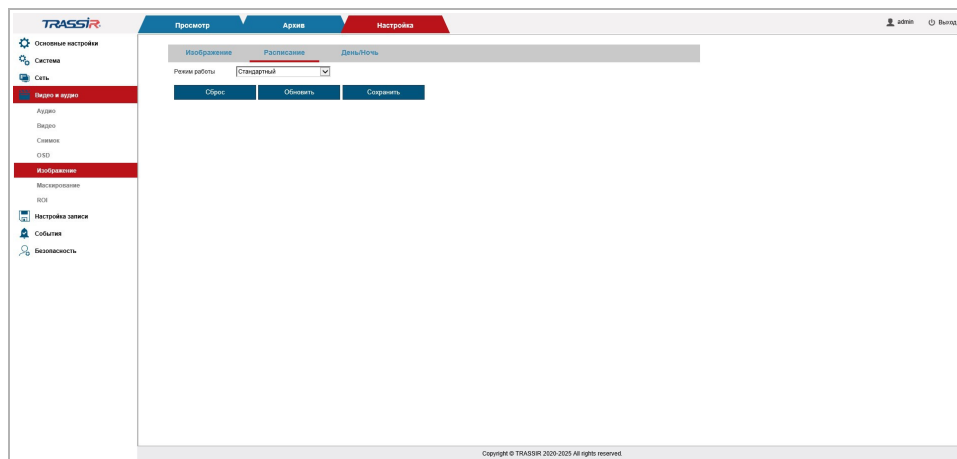 TRASSIR
Просмотр
Архив
Настройка
admin
Выход
Основные настройки
Система
Сеть
Видео и аудио
Аудио
Видео
Снимок
OSD
Изображение
Маскирование
ROI
Настройка записи
События
Безопасность
Изображение
Расписание
День/Ночь
Режим работы
Стандартный
Сброс
Обновить
Сохранить
Copyright © TRASSIR 2020-2025 All rights reserved.